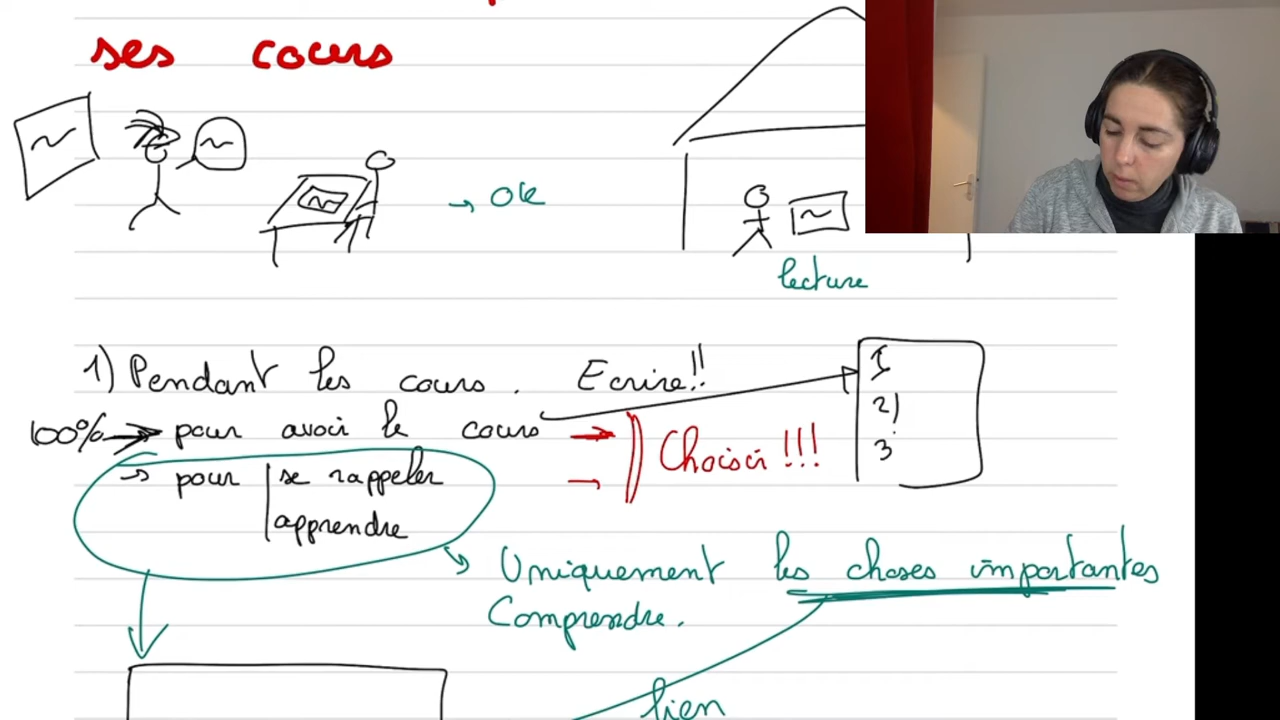 ses cours
→ OK
lecture
1) Pendant les cours. Ecrire!!
100% → pour avoir le cours → Choisir !!!
→ pour | se rappeler
apprendre
1
2)
3
Uniquement les choses importantes
Comprendre.
lien